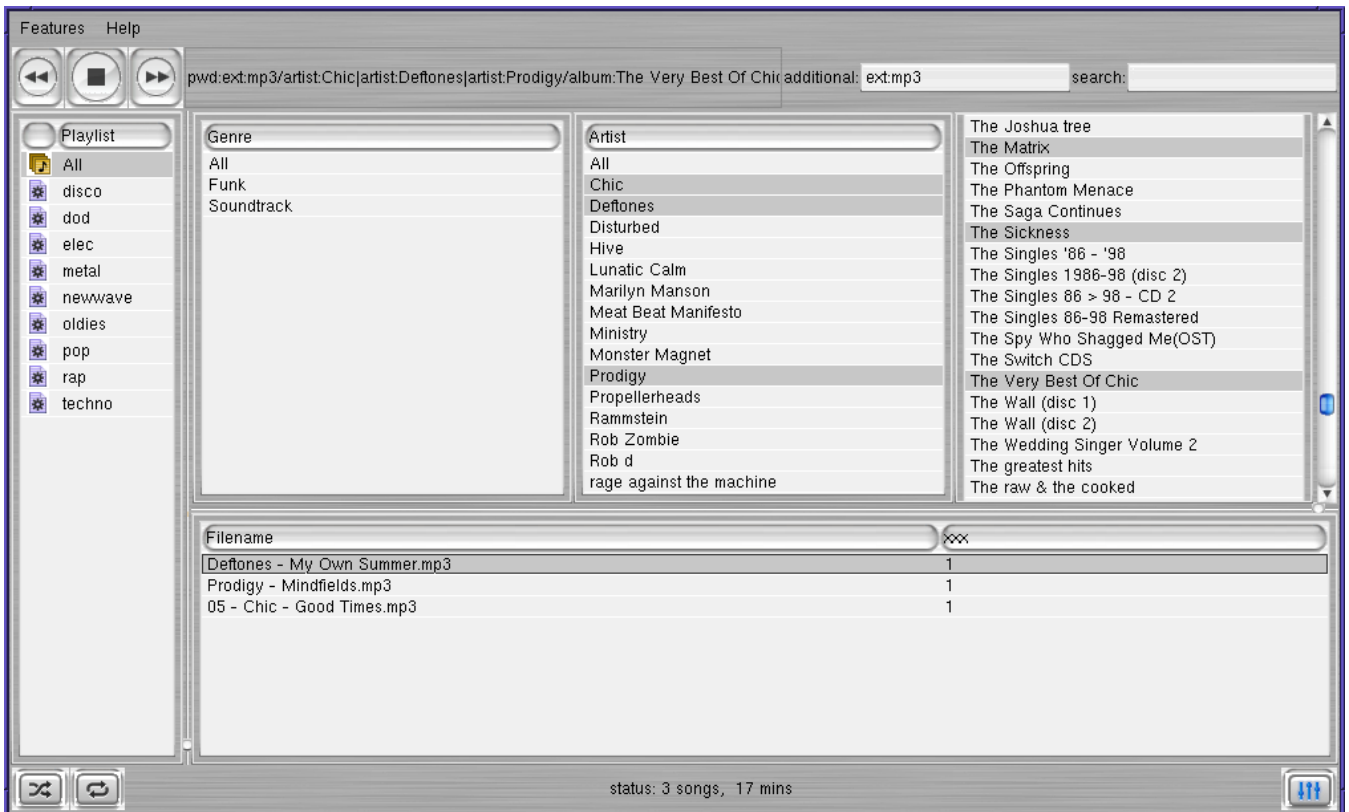 Features Help
pwd:ext:mp3/artist:Chic|artist:Deftones|artist:Prodigy/album:The Very Best Of Chic additional: ext:mp3 search:
Playlist
All
disco
dod
elec
metal
newwave
oldies
pop
rap
techno
Genre
All
Funk
Soundtrack
Artist
All
Chic
Deftones
Disturbed
Hive
Lunatic Calm
Marilyn Manson
Meat Beat Manifesto
Ministry
Monster Magnet
Prodigy
Propellerheads
Rammstein
Rob Zombie
Rob d
rage against the machine
The Joshua tree
The Matrix
The Offspring
The Phantom Menace
The Saga Continues
The Sickness
The Singles '86 - '98
The Singles 1986-98 (disc 2)
The Singles 86 > 98 - CD 2
The Singles 86-98 Remastered
The Spy Who Shagged Me(OST)
The Switch CDS
The Very Best Of Chic
The Wall (disc 1)
The Wall (disc 2)
The Wedding Singer Volume 2
The greatest hits
The raw & the cooked
Filename xxx
Deftones - My Own Summer.mp3 1
Prodigy - Mindfields.mp3 1
05 - Chic - Good Times.mp3 1
status: 3 songs, 17 mins